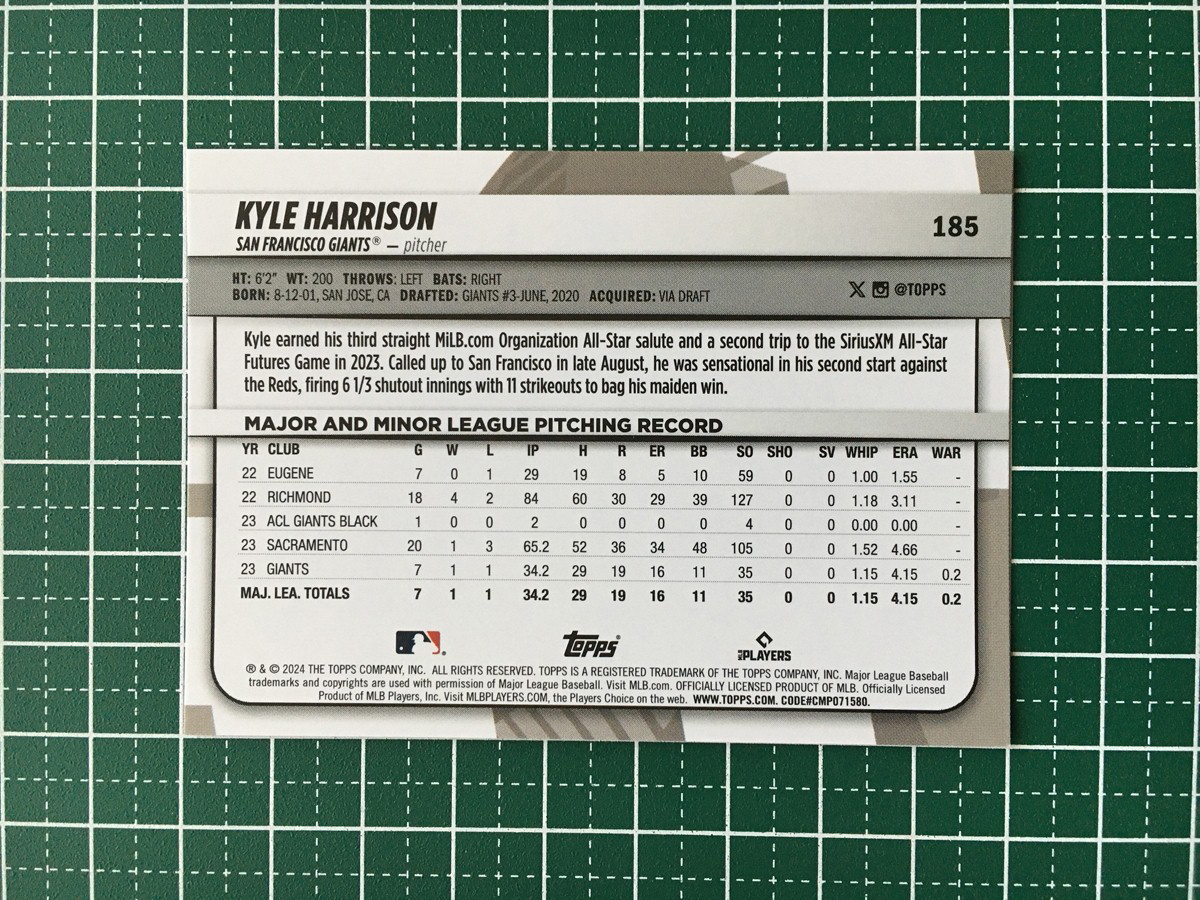 KYLE HARRISON 185
SAN FRANCISCO GIANTS® — pitcher
HT: 6'2" WT: 200 THROWS: LEFT BATS: RIGHT
BORN: 8-12-01, SAN JOSE, CA DRAFTED: GIANTS #3-JUNE, 2020 ACQUIRED: VIA DRAFT
X @TOPPS
Kyle earned his third straight MiLB.com Organization All-Star salute and a second trip to the SiriusXM All-Star
Futures Game in 2023. Called up to San Francisco in late August, he was sensational in his second start against
the Reds, firing 6 1/3 shutout innings with 11 strikeouts to bag his maiden win.
MAJOR AND MINOR LEAGUE PITCHING RECORD
YR CLUB G W L IP H R ER BB SO SHO SV WHIP ERA WAR
22 EUGENE 7 0 1 29 19 8 5 10 59 0 0 1.00 1.55 -
22 RICHMOND 18 4 2 84 60 30 29 39 127 0 0 1.18 3.11 -
23 ACL GIANTS BLACK 1 0 0 2 0 0 0 0 4 0 0 0.00 0.00 -
23 SACRAMENTO 20 1 3 65.2 52 36 34 48 105 0 0 1.52 4.66 -
23 GIANTS 7 1 1 34.2 29 19 16 11 35 0 0 1.15 4.15 0.2
MAJ. LEA. TOTALS 7 1 1 34.2 29 19 16 11 35 0 0 1.15 4.15 0.2
Topps® MLB PLAYERS
® & © 2024 THE TOPPS COMPANY, INC. ALL RIGHTS RESERVED. TOPPS IS A REGISTERED TRADEMARK OF THE TOPPS COMPANY, INC. Major League Baseball
trademarks and copyrights are used with permission of Major League Baseball. Visit MLB.com. OFFICIALLY LICENSED PRODUCT OF MLB. Officially Licensed
Product of MLB Players, Inc. Visit MLBPLAYERS.COM, the Players Choice on the web. WWW.TOPPS.COM. CODE#CMP071580.